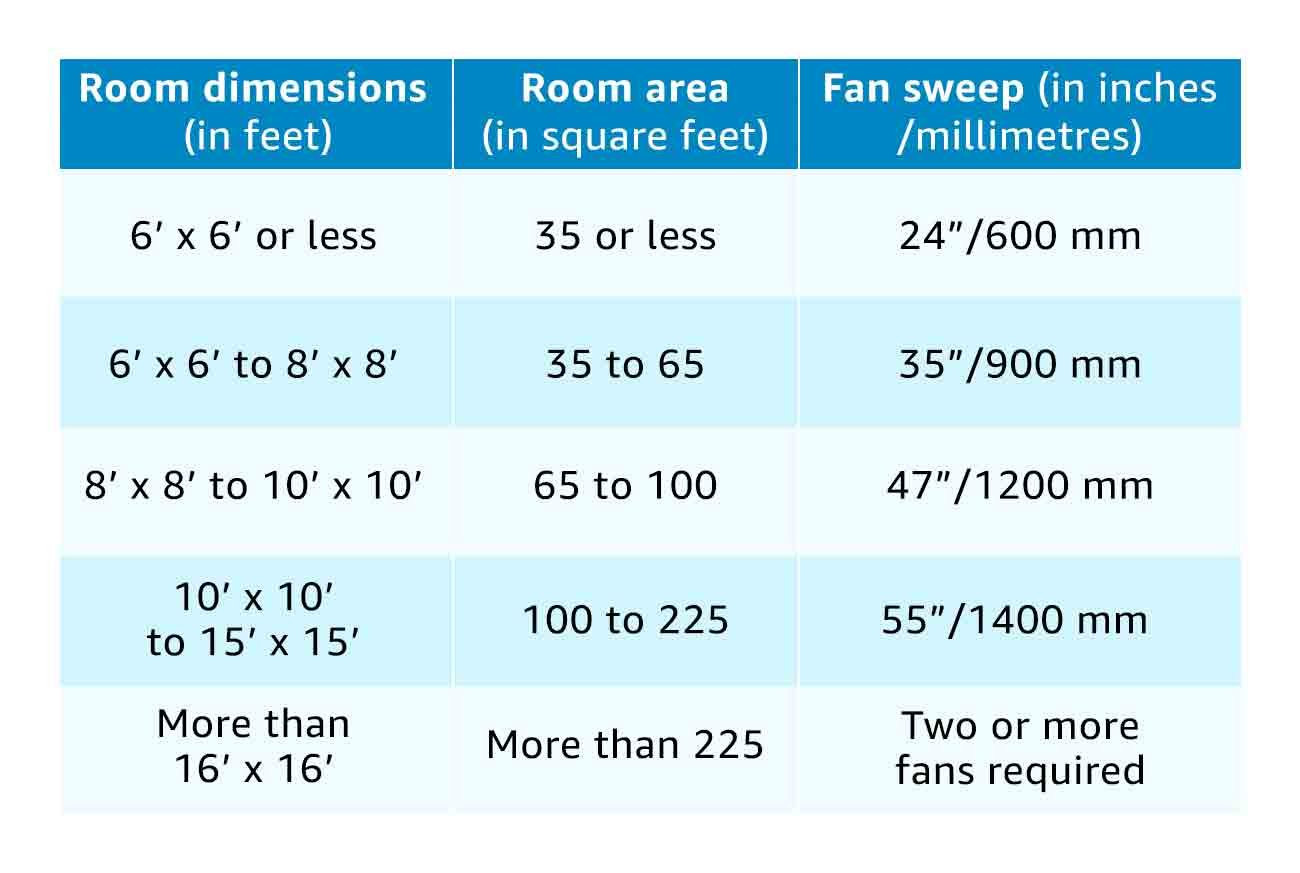 Room dimensions
(in feet)
Room area
(in square feet)
Fan sweep (in inches
/millimetres)
6′ x 6′ or less
35 or less
24″/600 mm
6′ x 6′ to 8′ x 8′
35 to 65
35″/900 mm
8′ x 8′ to 10′ x 10′
65 to 100
47″/1200 mm
10′ x 10′
to 15′ x 15′
100 to 225
55″/1400 mm
More than
16′ x 16′
More than 225
Two or more
fans required